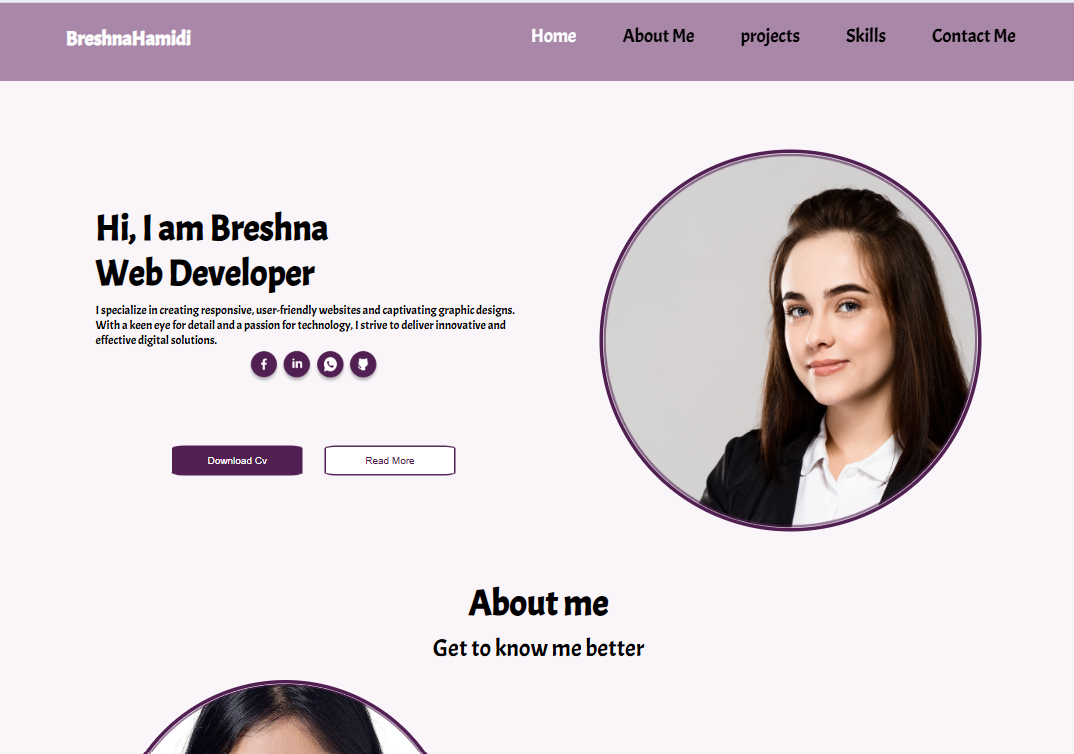 BreshnaHamidi
Home About Me projects Skills Contact Me
Hi, I am Breshna
Web Developer
I specialize in creating responsive, user-friendly websites and captivating graphic designs.
With a keen eye for detail and a passion for technology, I strive to deliver innovative and
effective digital solutions.
f in
Download Cv Read More
About me
Get to know me better